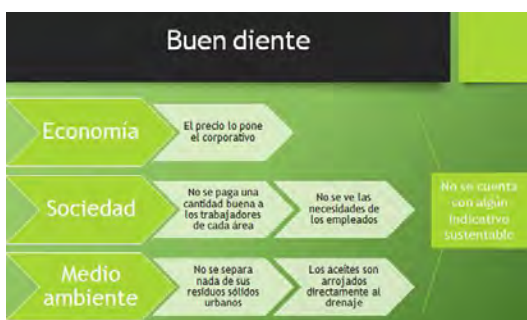 Buen diente
Economía
El precio lo pone
el corporativo
Sociedad
No se paga una
cantidad buena a
los trabajadores
de cada área
No se ve las
necesidades de
los empleados
Medio
ambiente
No se separa
nada de sus
residuos sólidos
urbanos
Los aceites son
arrojados
directamente al
drenaje
No se cuenta
con algún
indicativo
sustentable